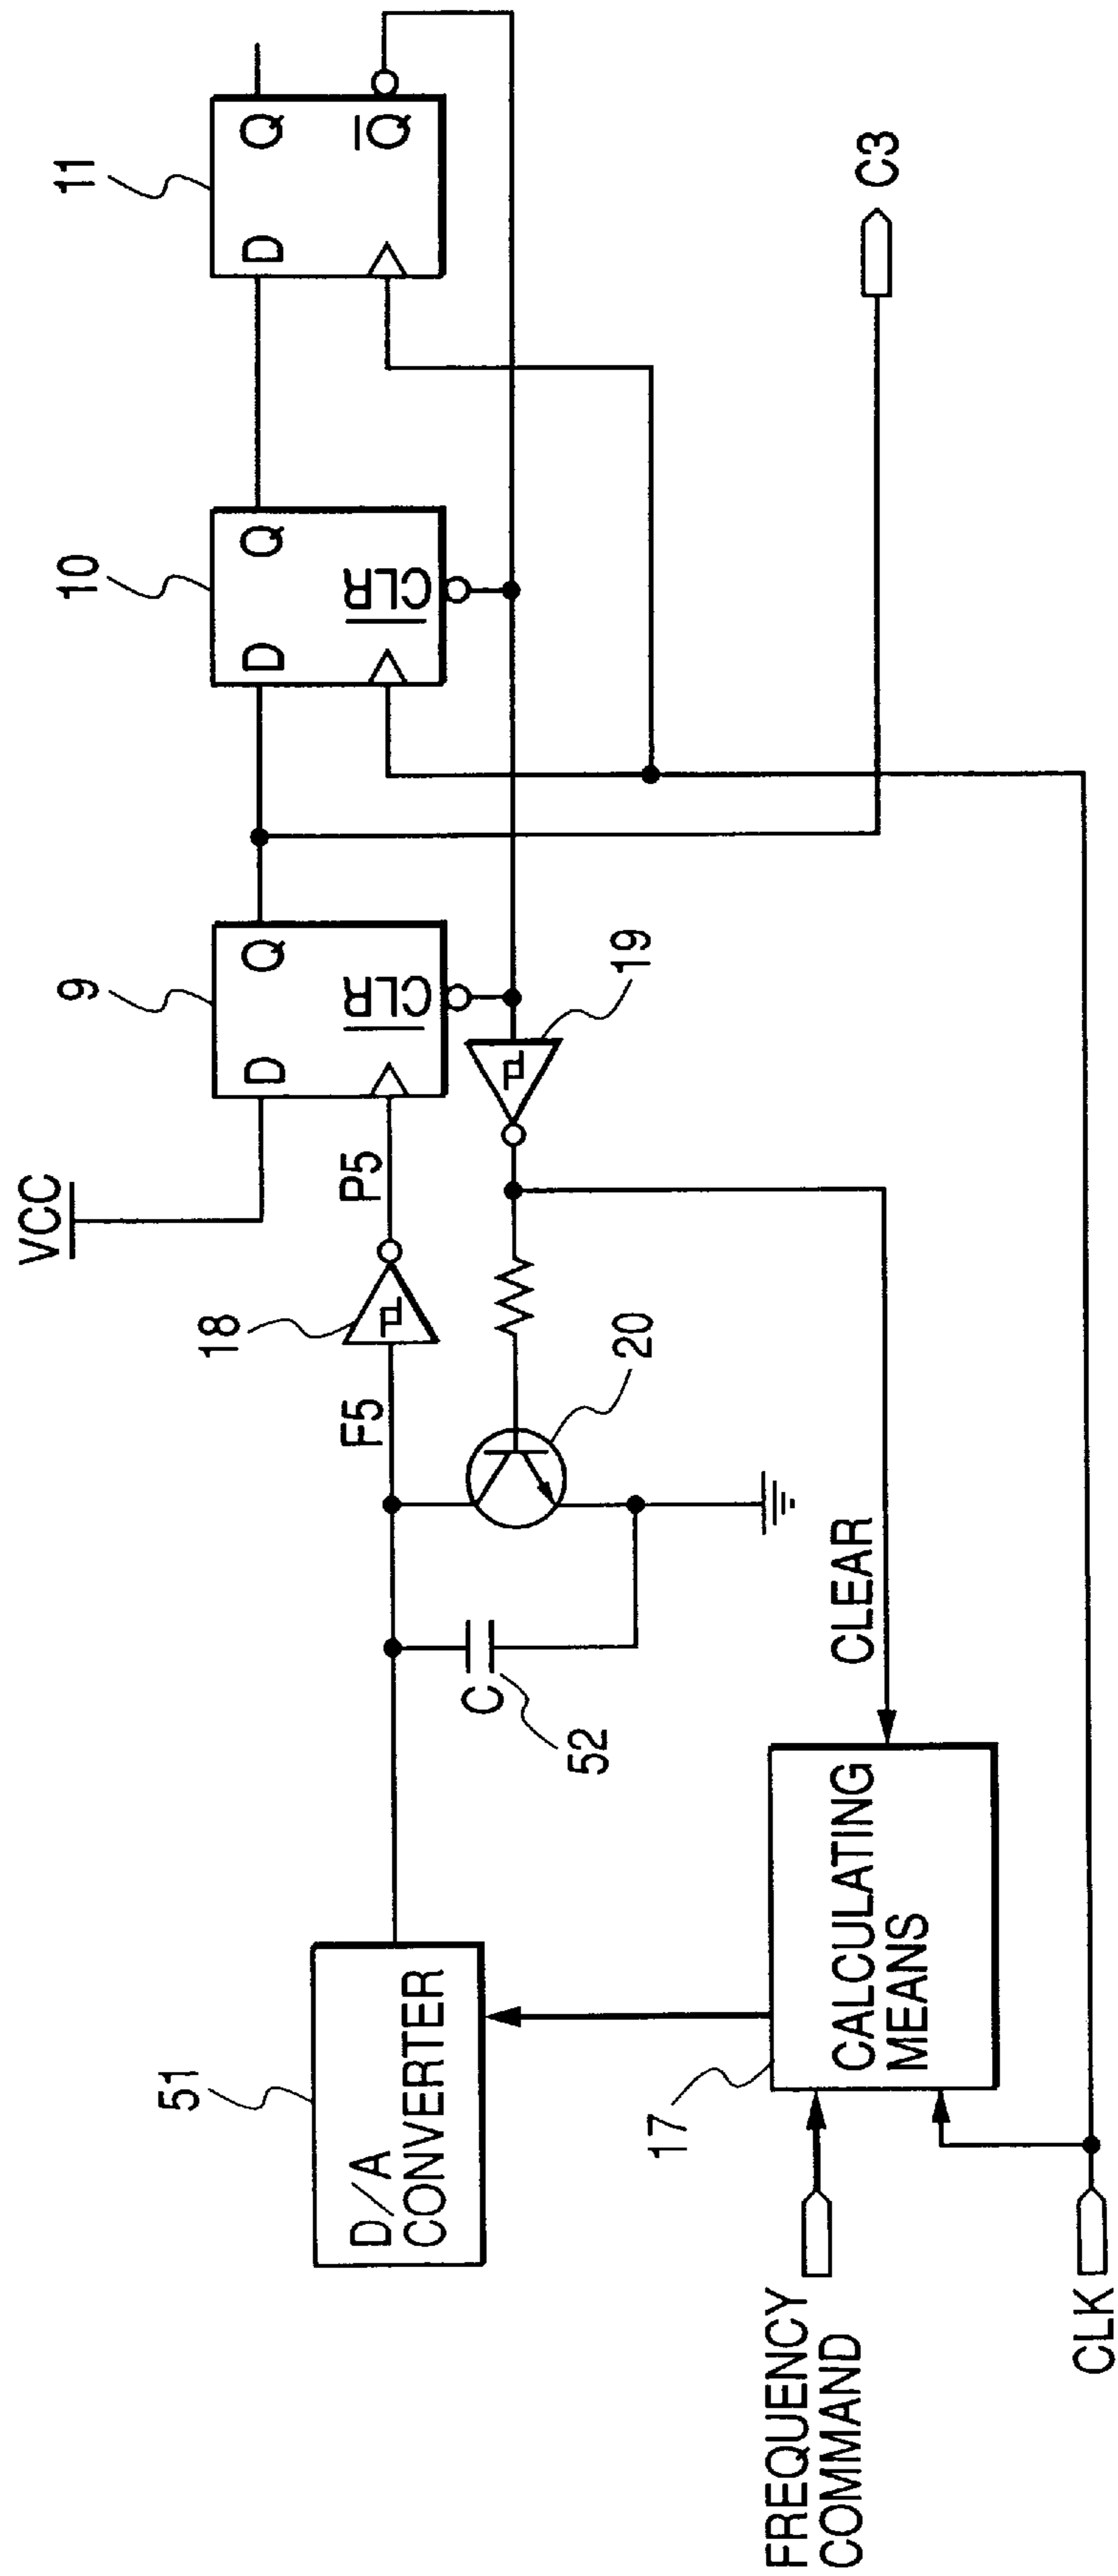 VCC
9
10
11
D
Q
CLR
D
Q
CLR
D
Q
Q
18
P5
F5
19
20
51
D/A
CONVERTER
C
52
CLEAR
17
CALCULATING
MEANS
C3
FREQUENCY
COMMAND
CLK